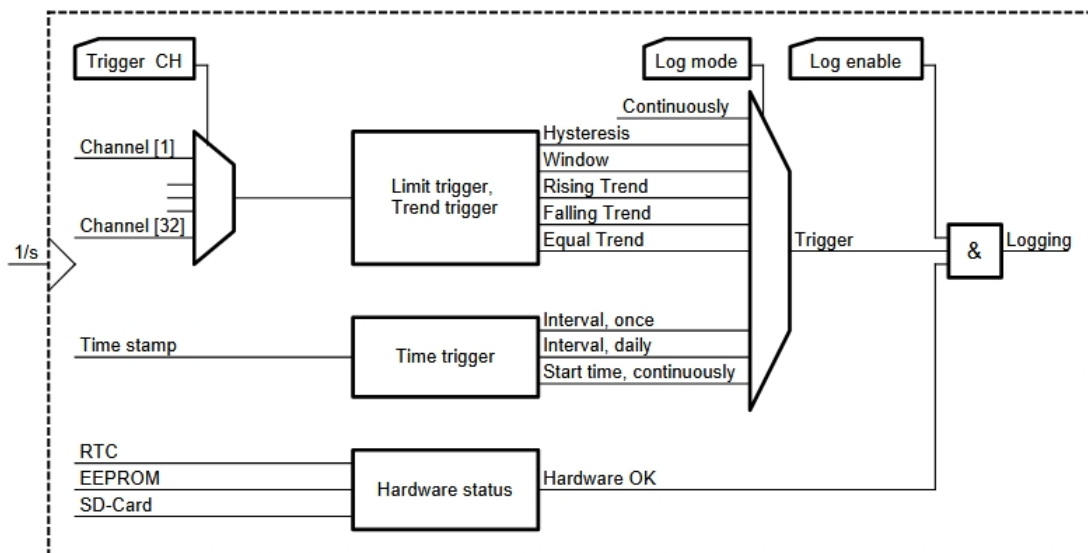 Trigger CH
Log mode
Log enable
Continuously
Channel [1]
Hysteresis
Window
Limit trigger,
Trend trigger
Rising Trend
Falling Trend
Channel [32]
Equal Trend
Trigger
&
Logging
1/s
Interval, once
Time stamp
Time trigger
Interval, daily
Start time, continuously
RTC
EEPROM
SD-Card
Hardware status
Hardware OK